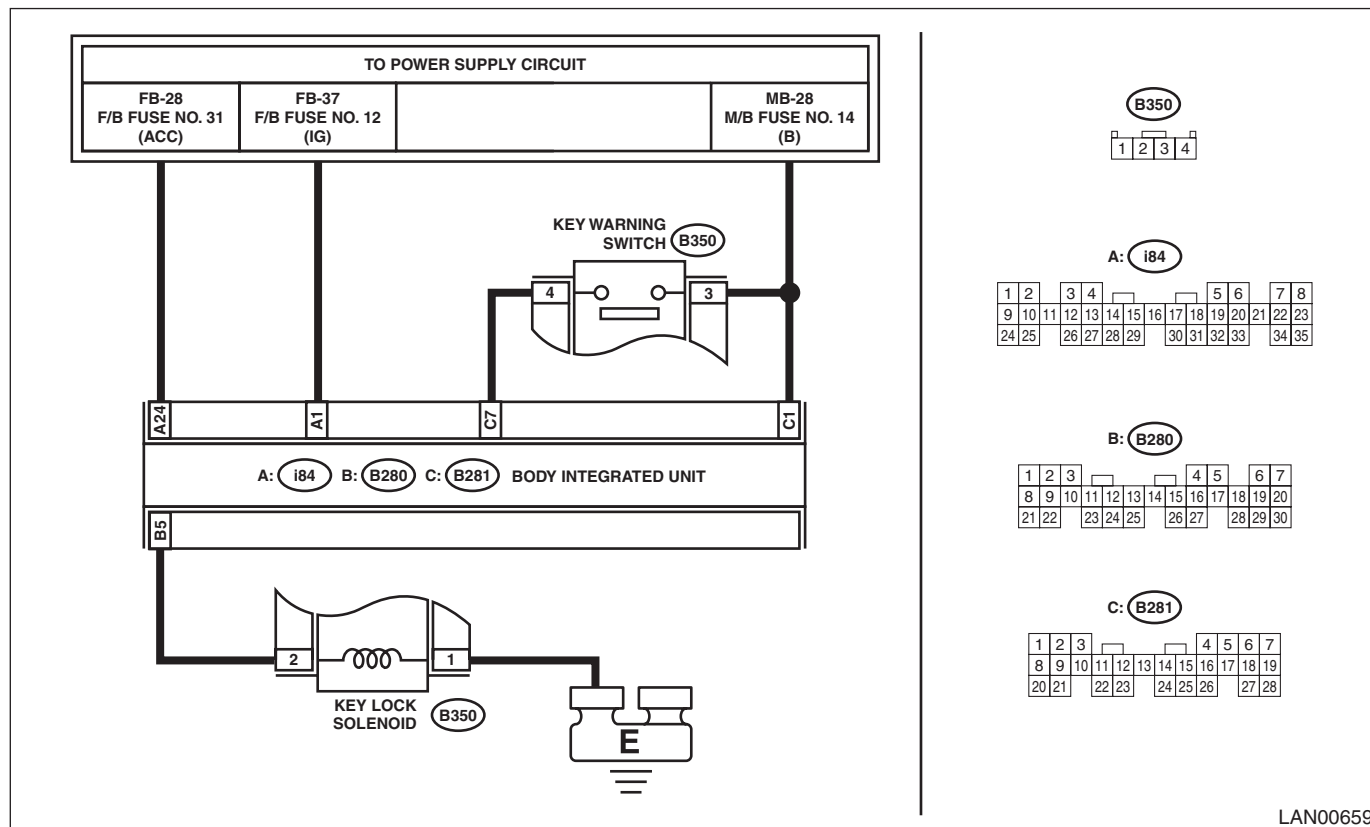 TO POWER SUPPLY CIRCUIT
FB-28
F/B FUSE NO. 31
(ACC)
FB-37
F/B FUSE NO. 12
(IG)
MB-28
M/B FUSE NO. 14
(B)
KEY WARNING
SWITCH B350
4 3
A24 A1 C7 C1
A: i84 B: B280 C: B281 BODY INTEGRATED UNIT
B5
2 1
KEY LOCK
SOLENOID B350
E
B350
1 2 3 4
A: i84
1 2 3 4 5 6 7 8
9 10 11 12 13 14 15 16 17 18 19 20 21 22 23
24 25 26 27 28 29 30 31 32 33 34 35
B: B280
1 2 3 4 5 6 7
8 9 10 11 12 13 14 15 16 17 18 19 20
21 22 23 24 25 26 27 28 29 30
C: B281
1 2 3 4 5 6 7
8 9 10 11 12 13 14 15 16 17 18 19
20 21 22 23 24 25 26 27 28
LAN00659